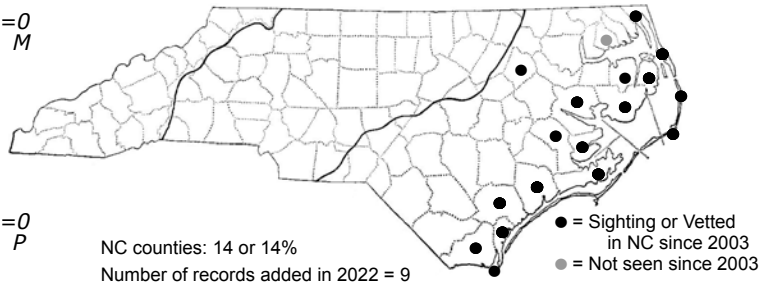 =0
M
=0
P
NC counties: 14 or 14%
Number of records added in 2022 = 9
= Sighting or Vetted
in NC since 2003
= Not seen since 2003